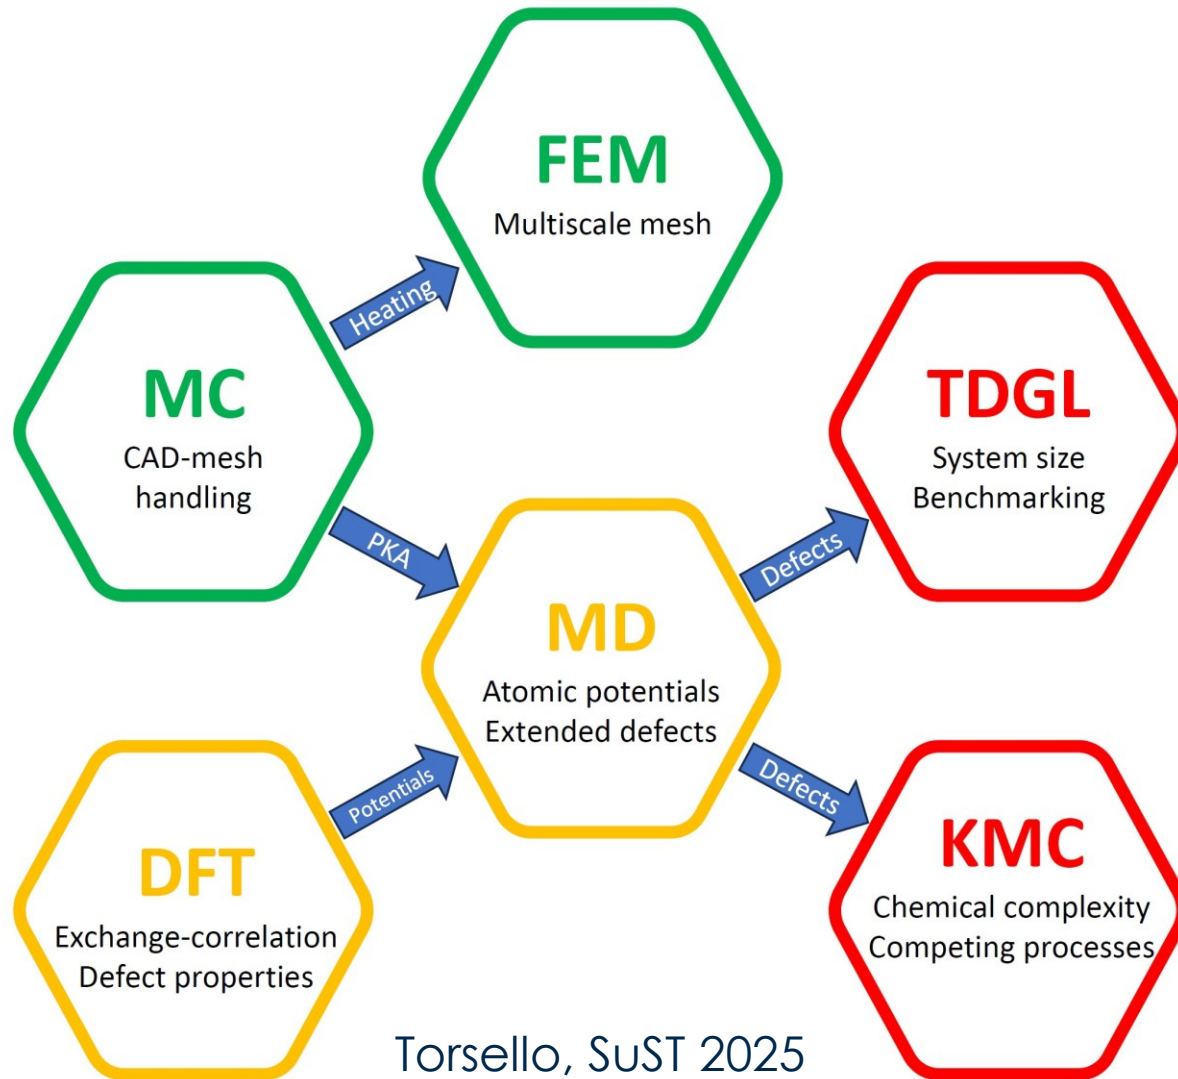 FEM
Multiscale mesh
Heating
MC
CAD-mesh
handling
TDGL
System size
Benchmarking
PKA
Defects
MD
Atomic potentials
Extended defects
Potentials
Defects
DFT
Exchange-correlation
Defect properties
KMC
Chemical complexity
Competing processes
Torsello, SuST 2025